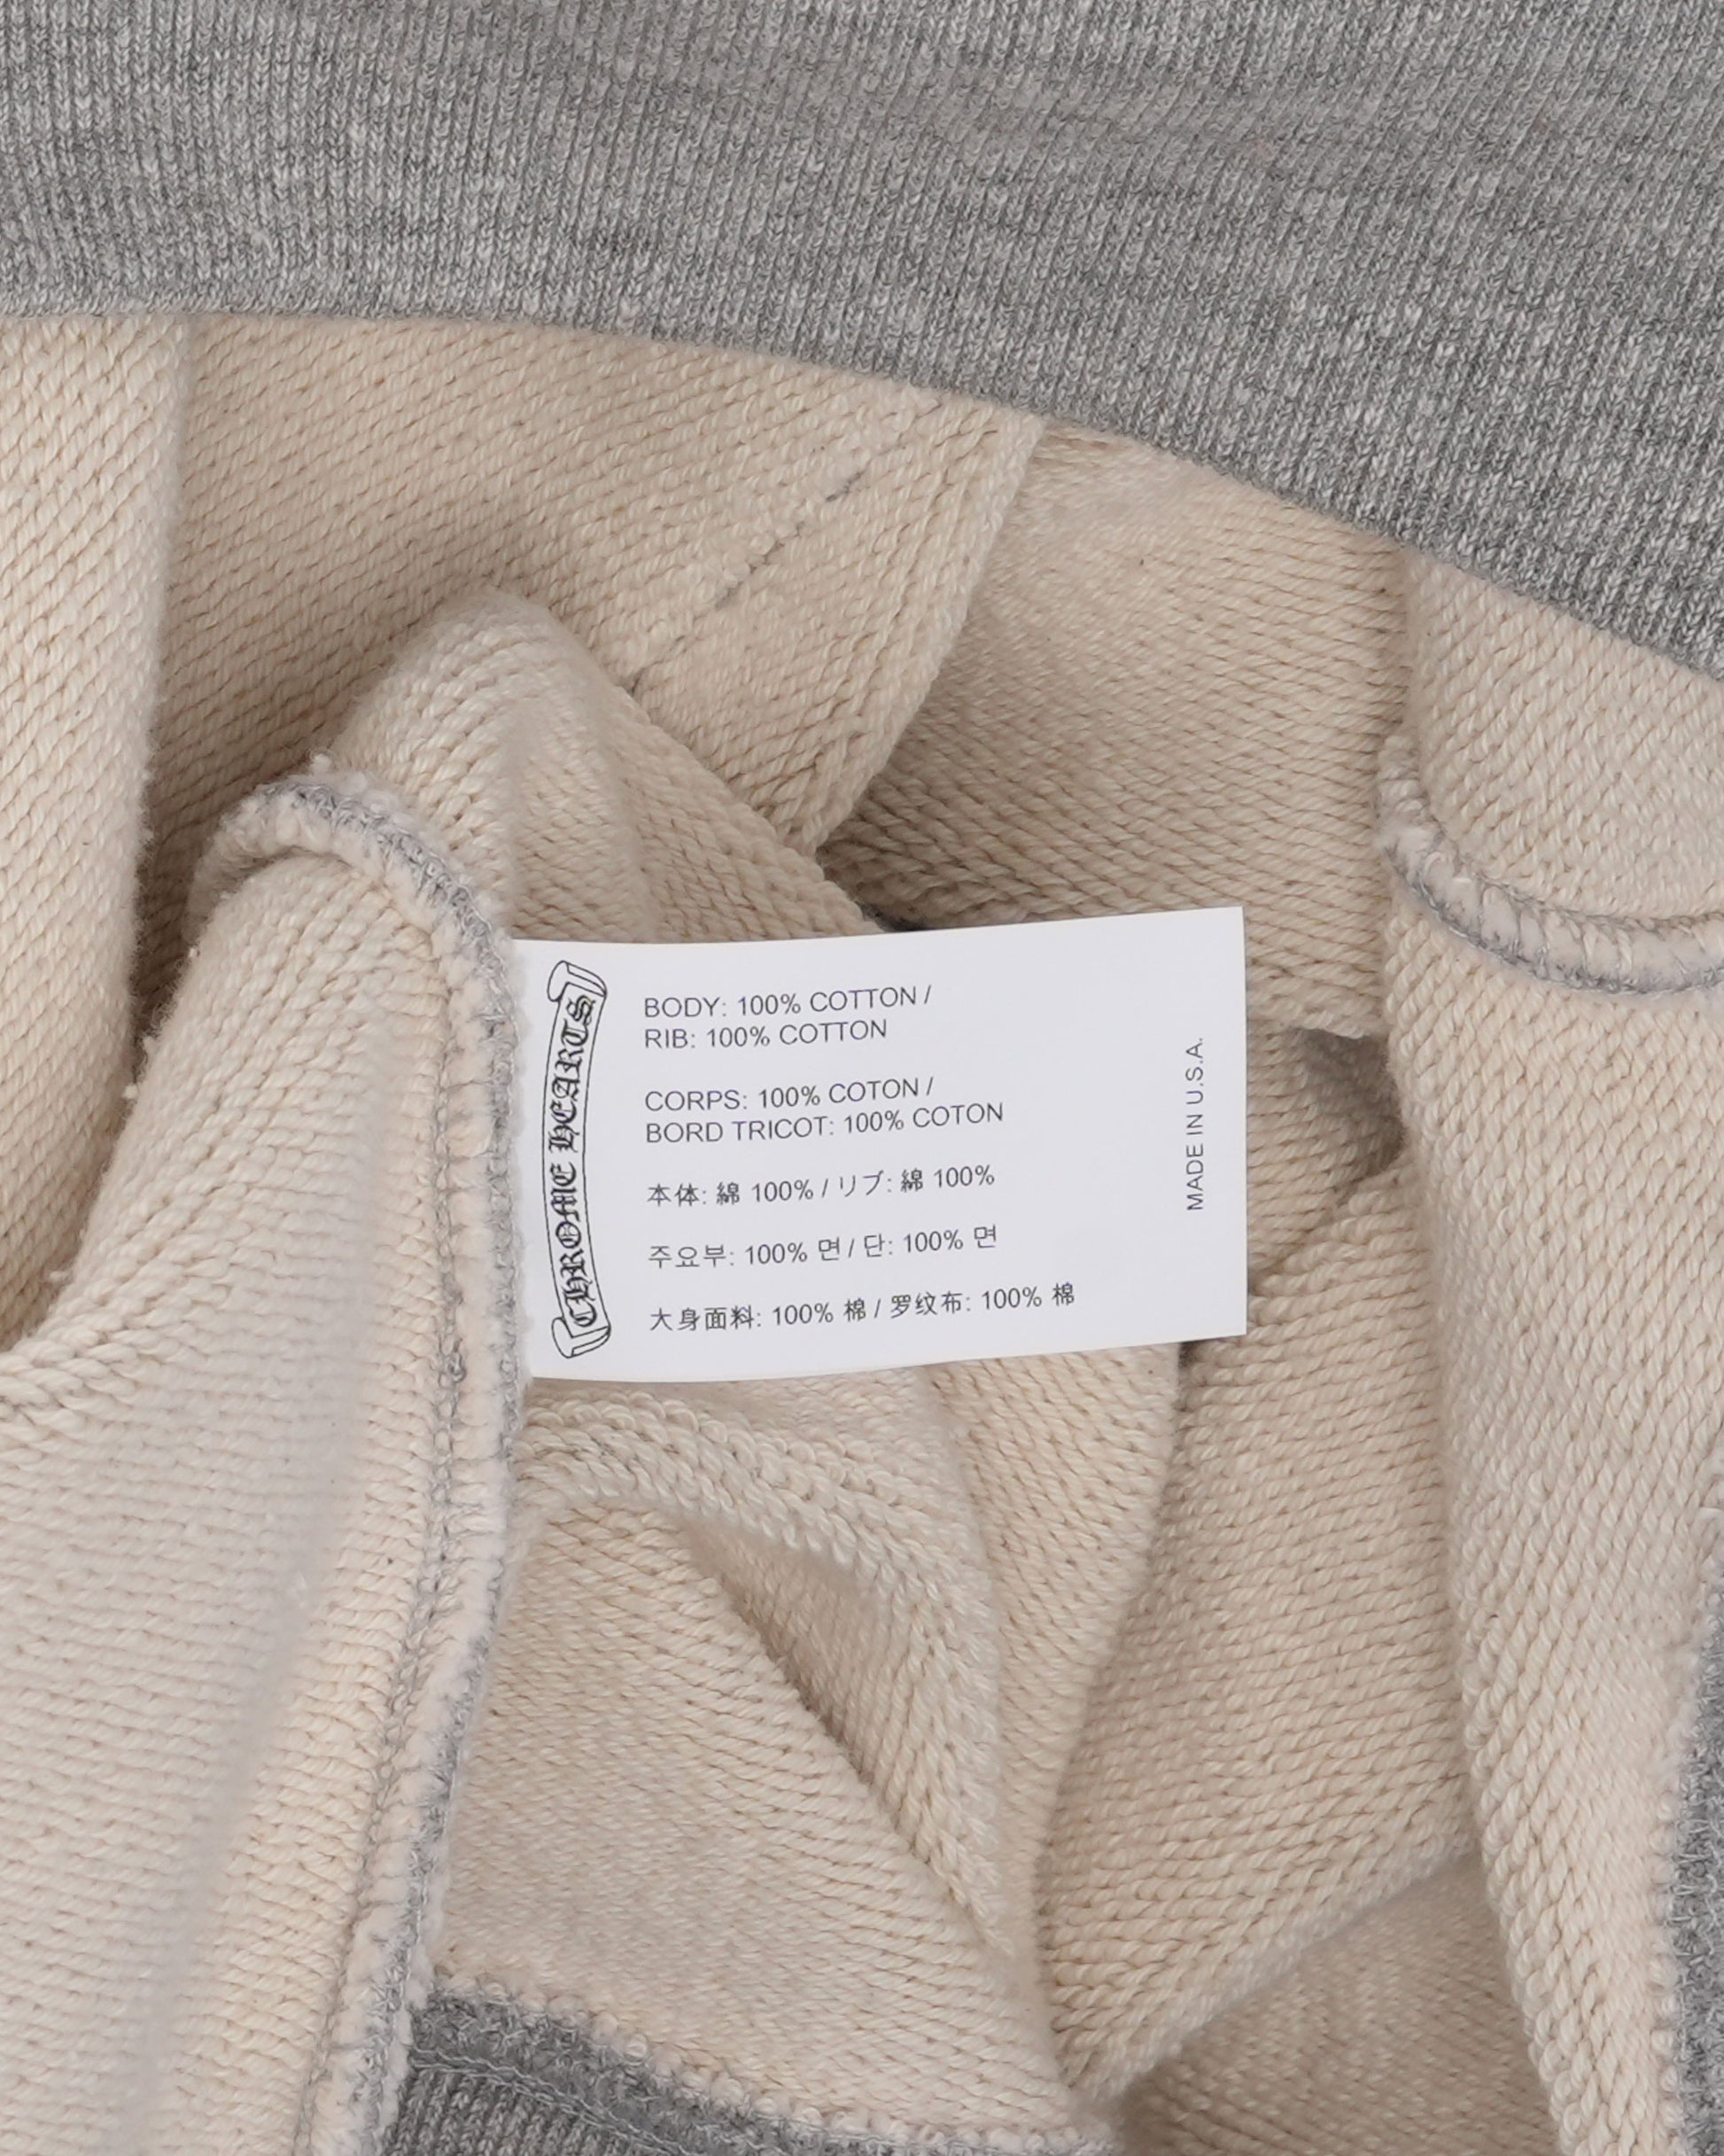 CHROME HEARTS
BODY: 100% COTTON /
RIB: 100% COTTON
CORPS: 100% COTON /
BORD TRICOT: 100% COTON
本体: 綿 100% / リブ: 綿 100%
주요부: 100% 면 / 단: 100% 면
大身面料: 100% 棉 / 罗纹布: 100% 棉
MADE IN U.S.A.